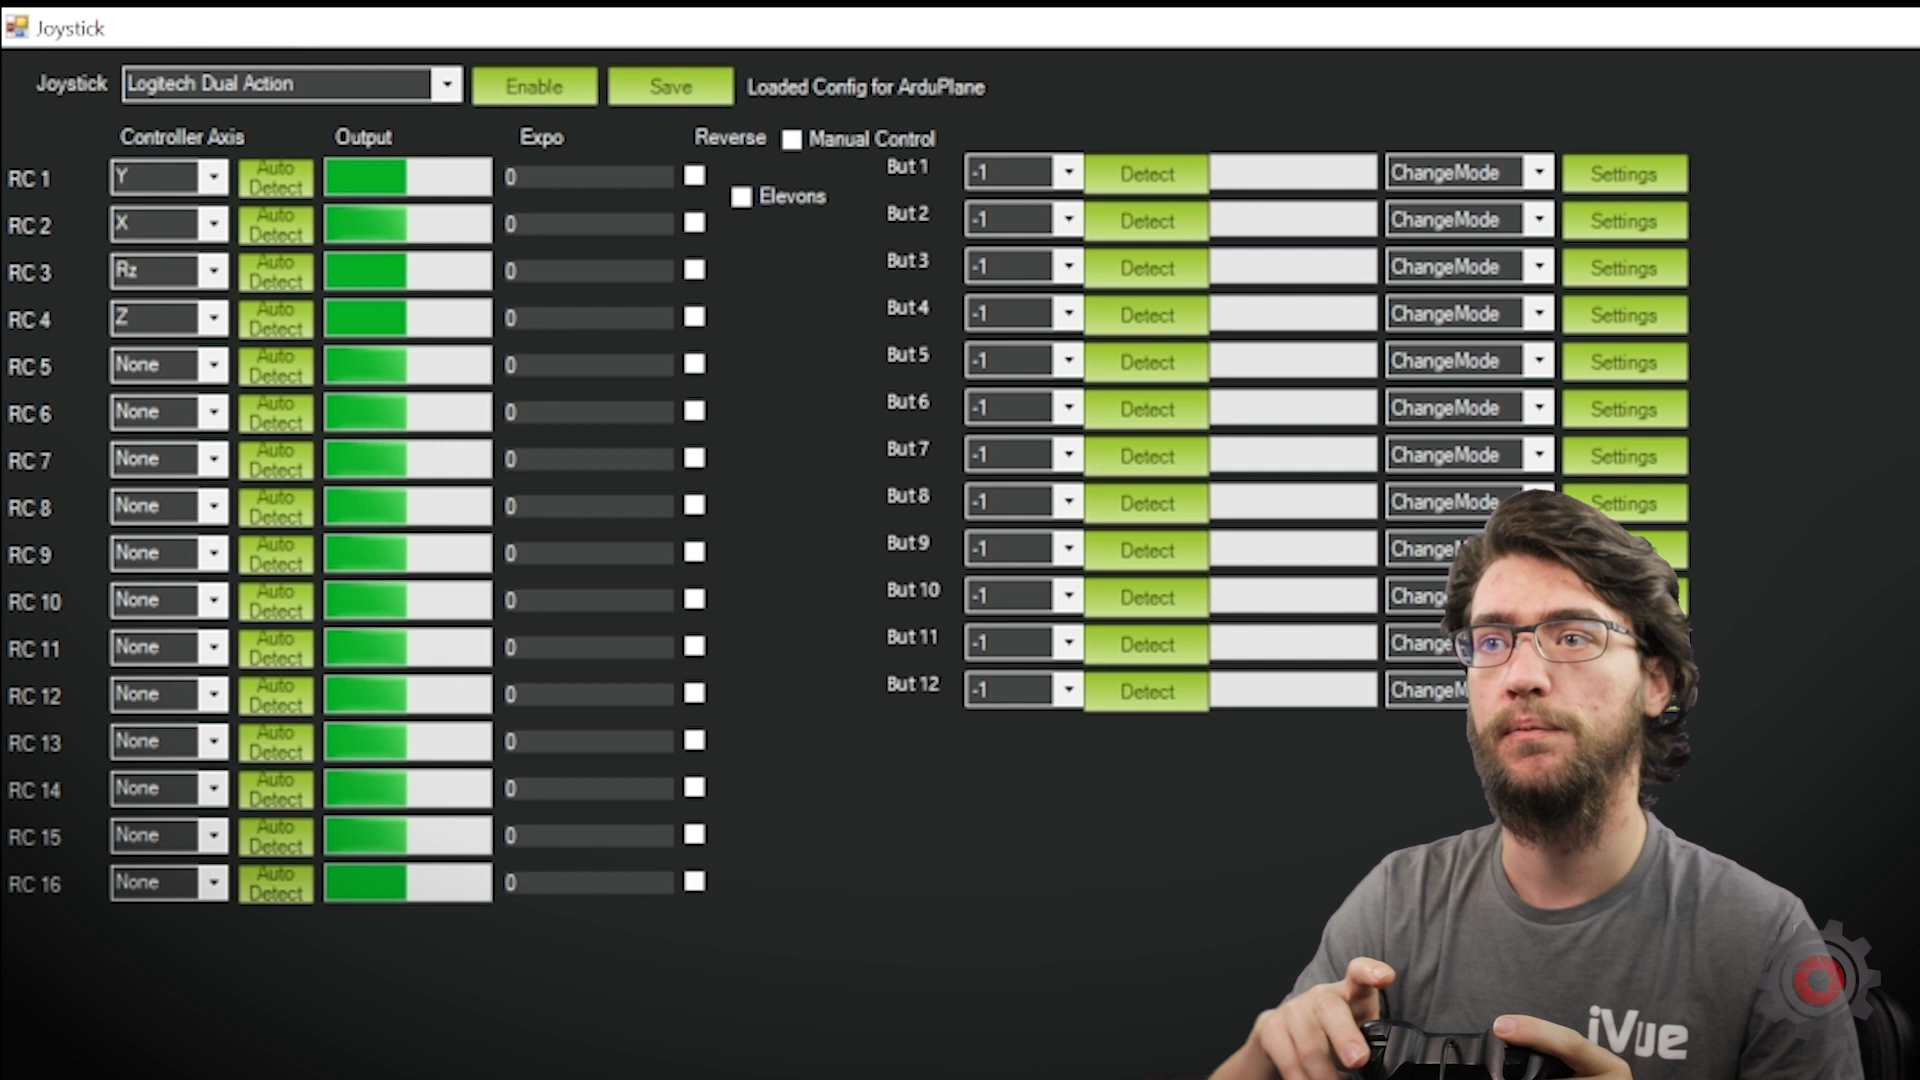 Joystick
Joystick Logitech Dual Action Enable Save Loaded Config for ArduPlane
Controller Axis Output Expo Reverse Manual Control
RC 1 Y Auto Detect 0 But 1 -1 Detect ChangeMode Settings
Elevons
RC 2 X Auto Detect 0 But 2 -1 Detect ChangeMode Settings
RC 3 Rz Auto Detect 0 But 3 -1 Detect ChangeMode Settings
RC 4 Z Auto Detect 0 But 4 -1 Detect ChangeMode Settings
RC 5 None Auto Detect 0 But 5 -1 Detect ChangeMode Settings
RC 6 None Auto Detect 0 But 6 -1 Detect ChangeMode Settings
RC 7 None Auto Detect 0 But 7 -1 Detect ChangeMode Settings
RC 8 None Auto Detect 0 But 8 -1 Detect ChangeMode Settings
RC 9 None Auto Detect 0 But 9 -1 Detect
RC 10 None Auto Detect 0 But 10 -1 Detect
RC 11 None Auto Detect 0 But 11 -1 Detect
RC 12 None Auto Detect 0 But 12 -1 Detect
RC 13 None Auto Detect 0
RC 14 None Auto Detect 0
RC 15 None Auto Detect 0
RC 16 None Auto Detect 0
iVue